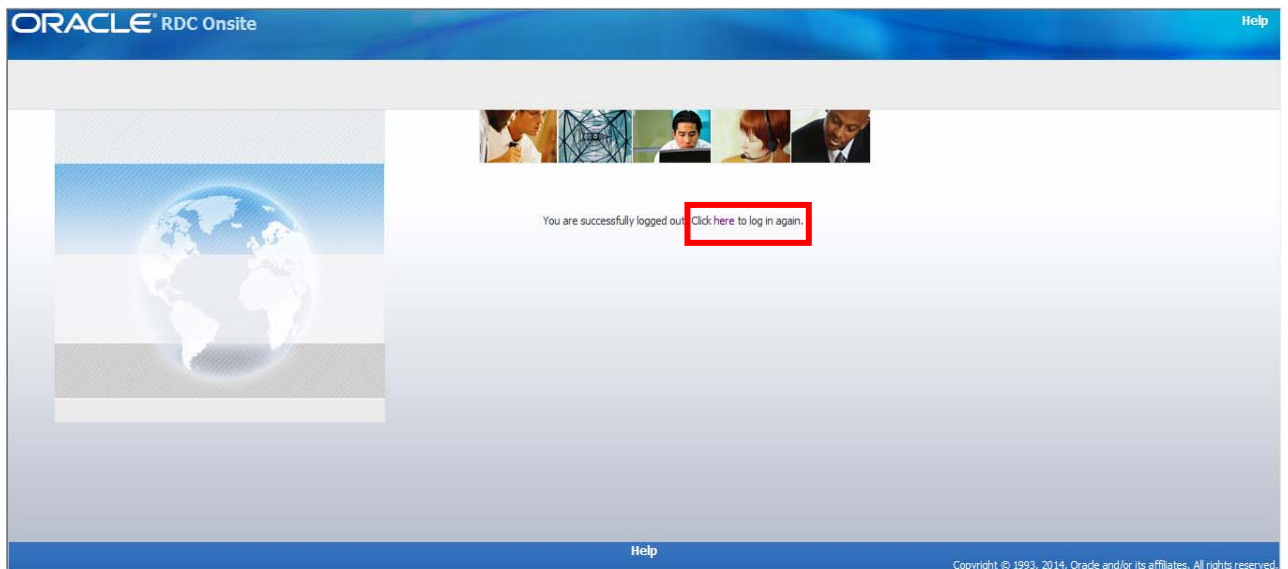 ORACLE® RDC Onsite
Help
You are successfully logged out. Click here to log in again.
Help
Copyright © 1993, 2014, Oracle and/or its affiliates. All rights reserved.